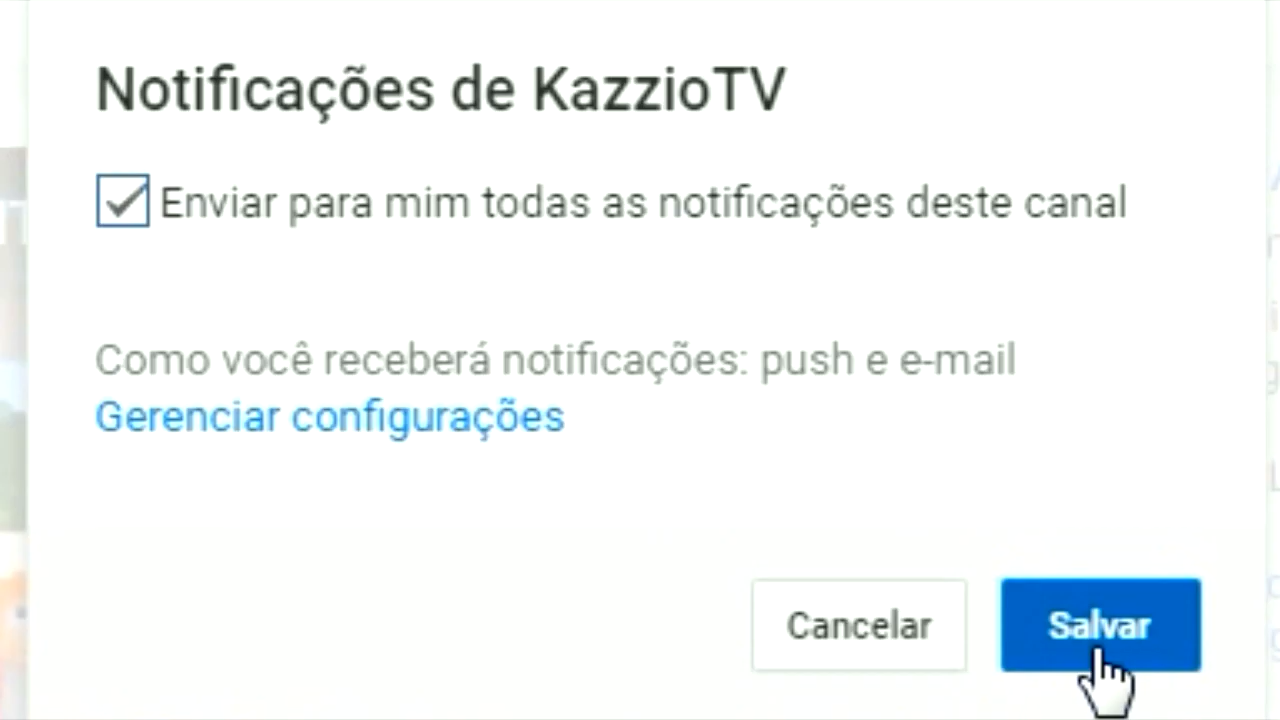 Notificações de KazzioTV
Enviar para mim todas as notificações deste canal
Como você receberá notificações: push e e-mail
Gerenciar configurações
Cancelar
Salvar